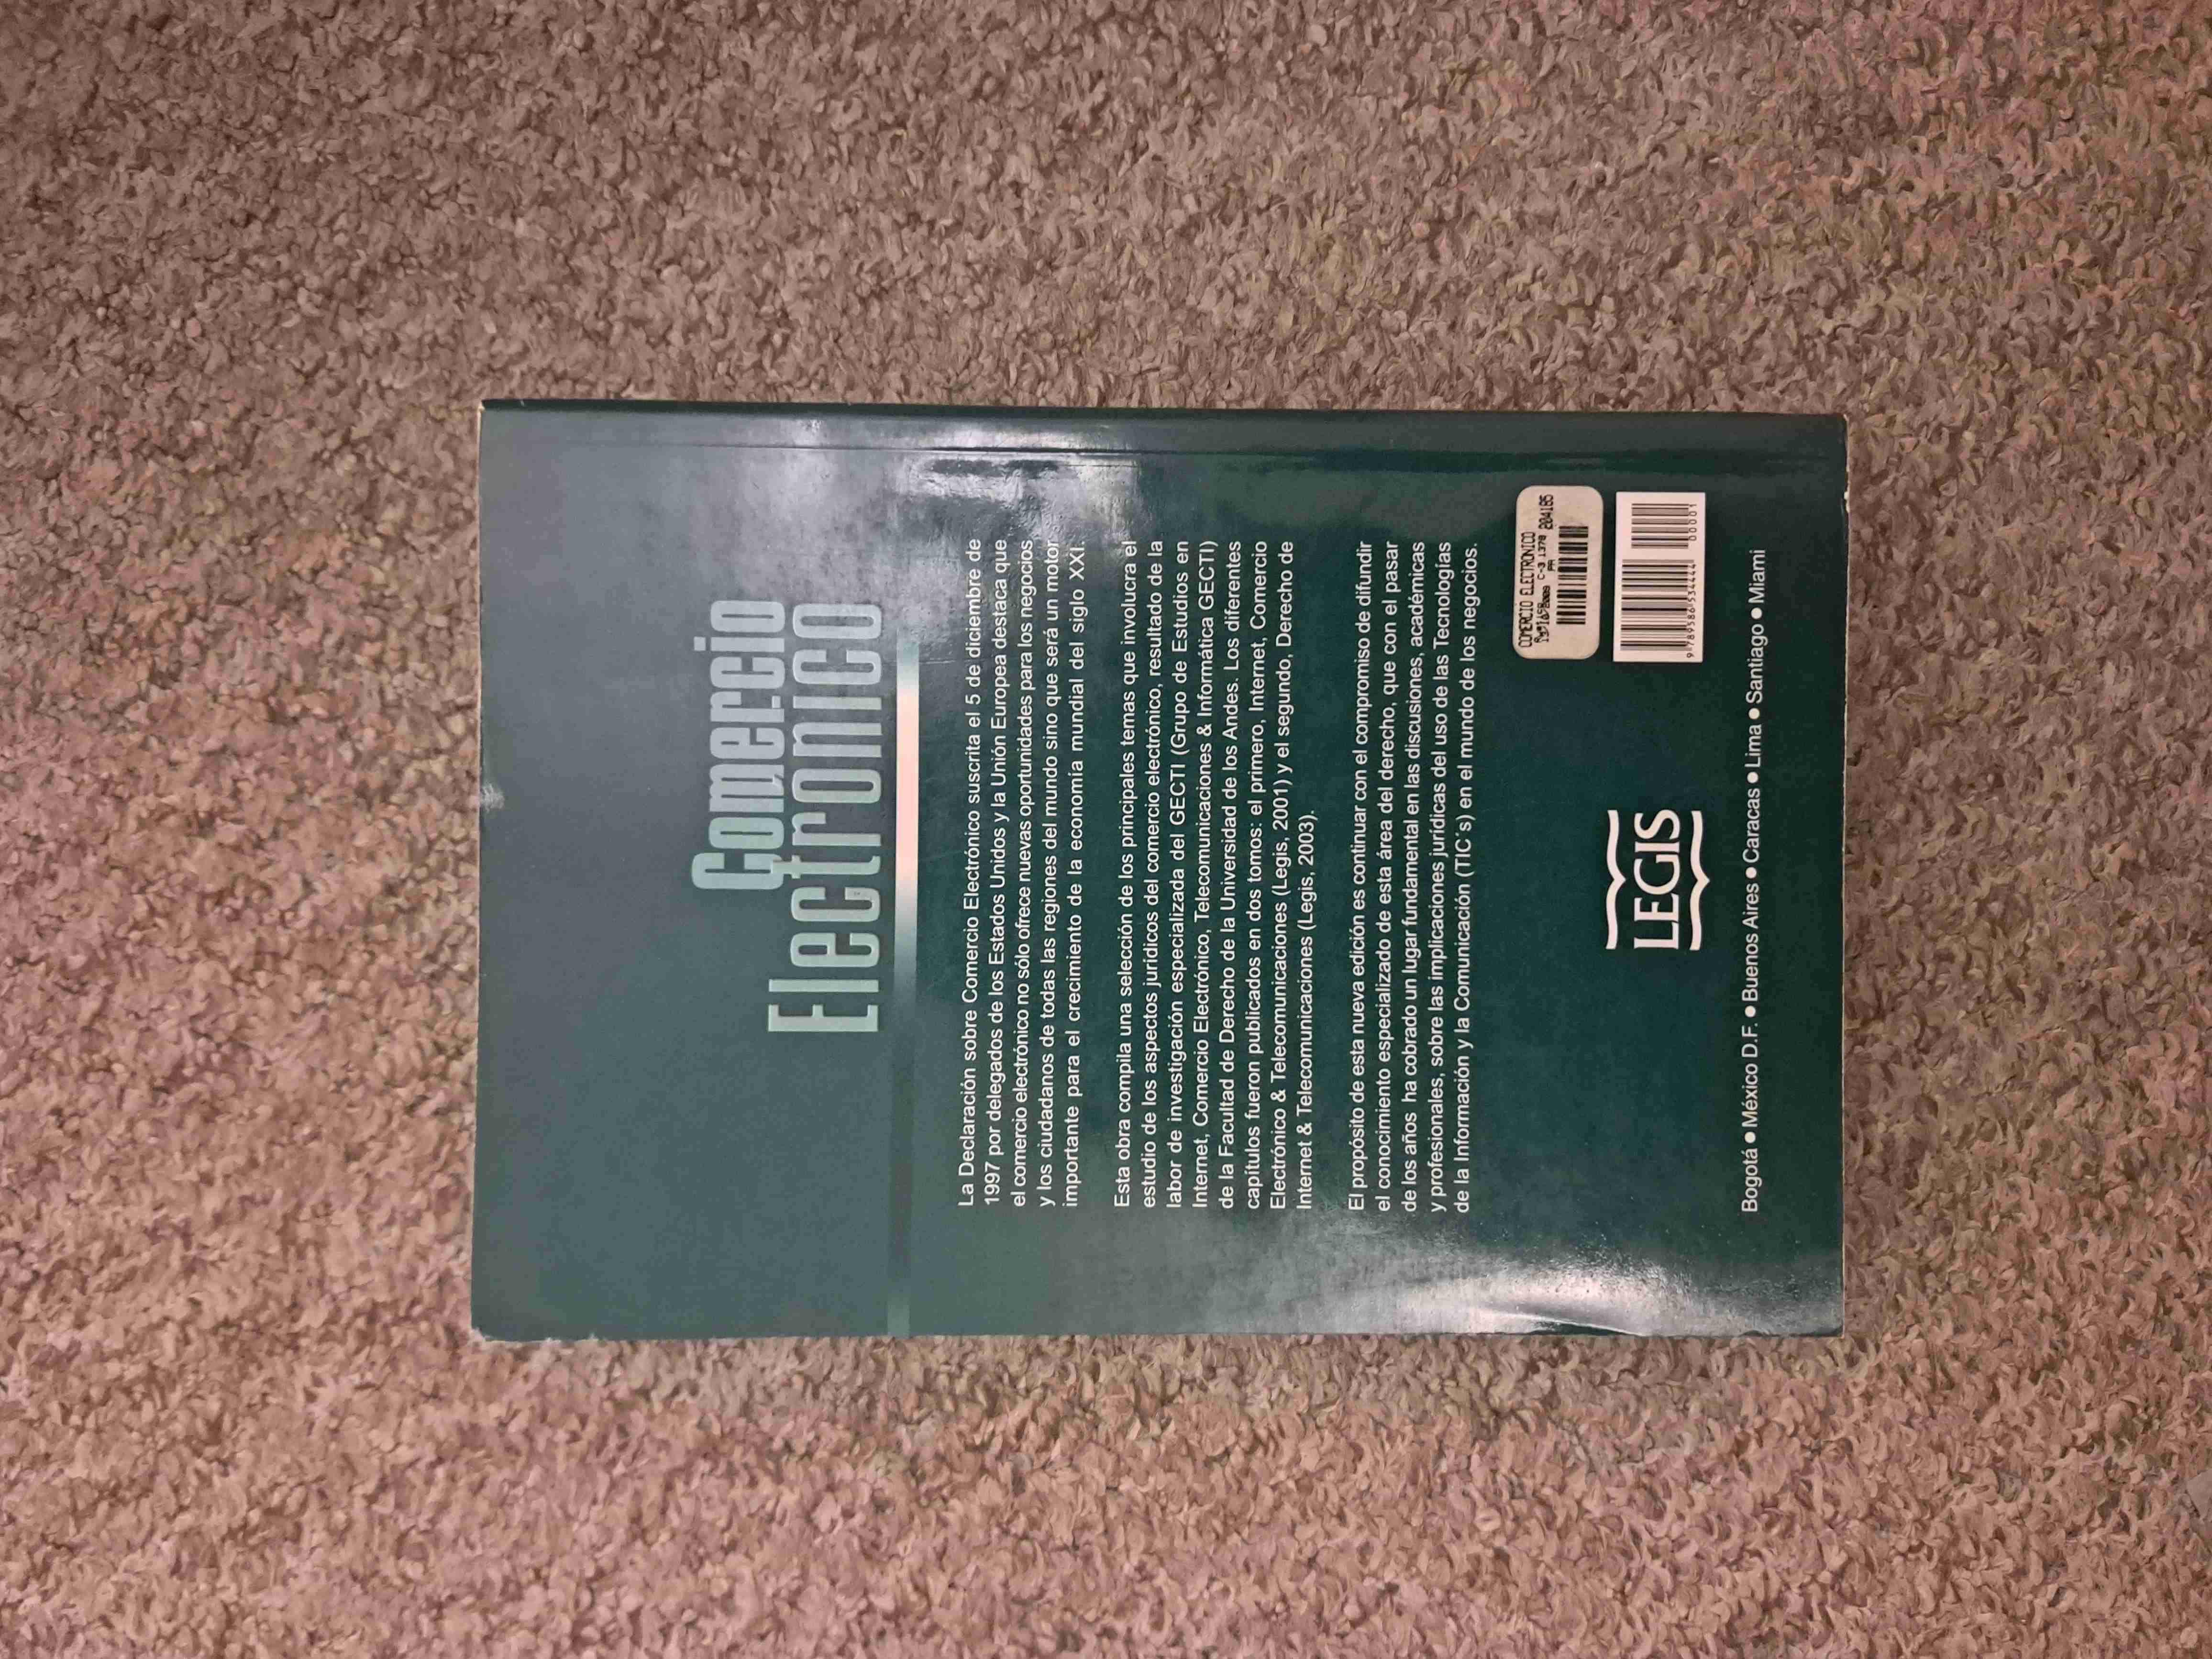 Comercio
Electronico
La Declaración sobre Comercio Electrónico suscrita el 5 de diciembre de
1997 por delegados de los Estados Unidos y la Unión Europea destaca que
el comercio electrónico no sólo ofrece nuevas oportunidades para los negocios
y los ciudadanos de todas las regiones del mundo sino que será un motor
importante para el crecimiento de la economía mundial del siglo XXI.
Esta obra compila una selección de los principales temas que involucra el
estudio de los aspectos jurídicos del comercio electrónico, resultado de la
labor de investigación especializada del GECTI (Grupo de Estudios en
Internet, Comercio Electrónico, Telecomunicaciones & Informática GECTI)
de la Facultad de Derecho de la Universidad de los Andes. Los diferentes
capítulos fueron publicados en dos tomos: el primero, Internet, Comercio
Electrónico & Telecomunicaciones (Legis, 2001) y el segundo, Derecho de
Internet & Telecomunicaciones (Legis, 2003).
El propósito de esta nueva edición es continuar con el compromiso de difundir
el conocimiento especializado de esta área del derecho, que con el pasar
de los años ha cobrado un lugar fundamental en las discusiones, académicas
y profesionales, sobre las implicaciones jurídicas del uso de las Tecnologías
de la Información y la Comunicación (TIC´s) en el mundo de los negocios.
COMERCIO ELECTRONICO
C-3 1370 204185
PM
LEGIS
9 789586 534444
00001
Bogotá ● México D.F. ● Buenos Aires ● Caracas ● Lima ● Santiago ● Miami